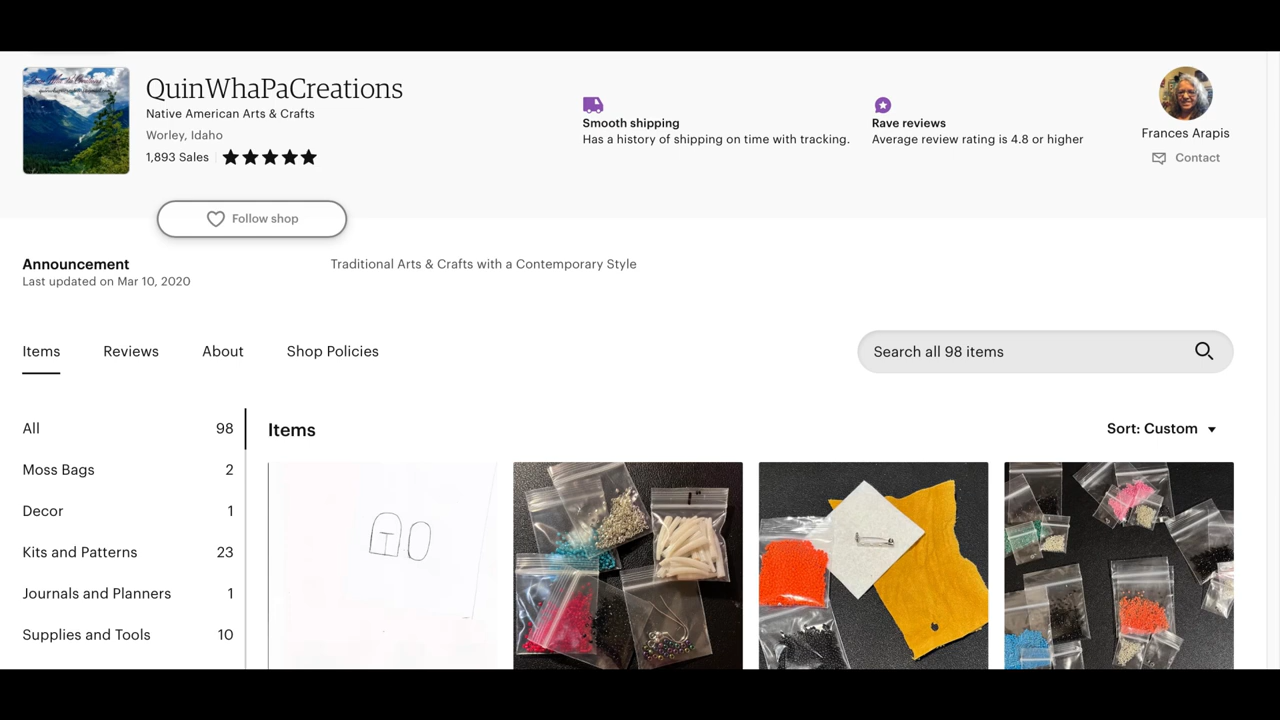 QuinWhaPaCreations
Native American Arts & Crafts
Worley, Idaho
1,893 Sales
Follow shop
Smooth shipping
Has a history of shipping on time with tracking.
Rave reviews
Average review rating is 4.8 or higher
Frances Arapis
Contact
Announcement
Last updated on Mar 10, 2020
Traditional Arts & Crafts with a Contemporary Style
Items
Reviews
About
Shop Policies
Search all 98 items
All 98
Moss Bags 2
Decor 1
Kits and Patterns 23
Journals and Planners 1
Supplies and Tools 10
Items
Sort: Custom